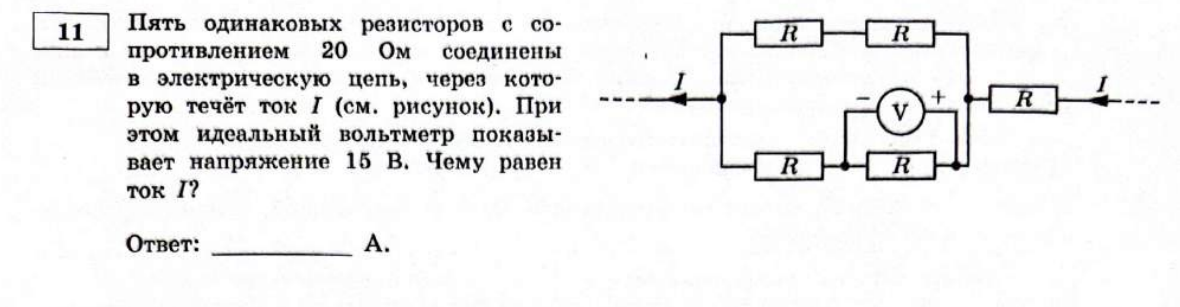 11
Пять одинаковых резисторов с со-
противлением 20 Ом соединены
в электрическую цепь, через кото-
рую течёт ток I (см. рисунок). При
этом идеальный вольтметр показы-
вает напряжение 15 В. Чему равен
ток I?
Ответ: ____________ А.
R R
I I
− V + R
R R